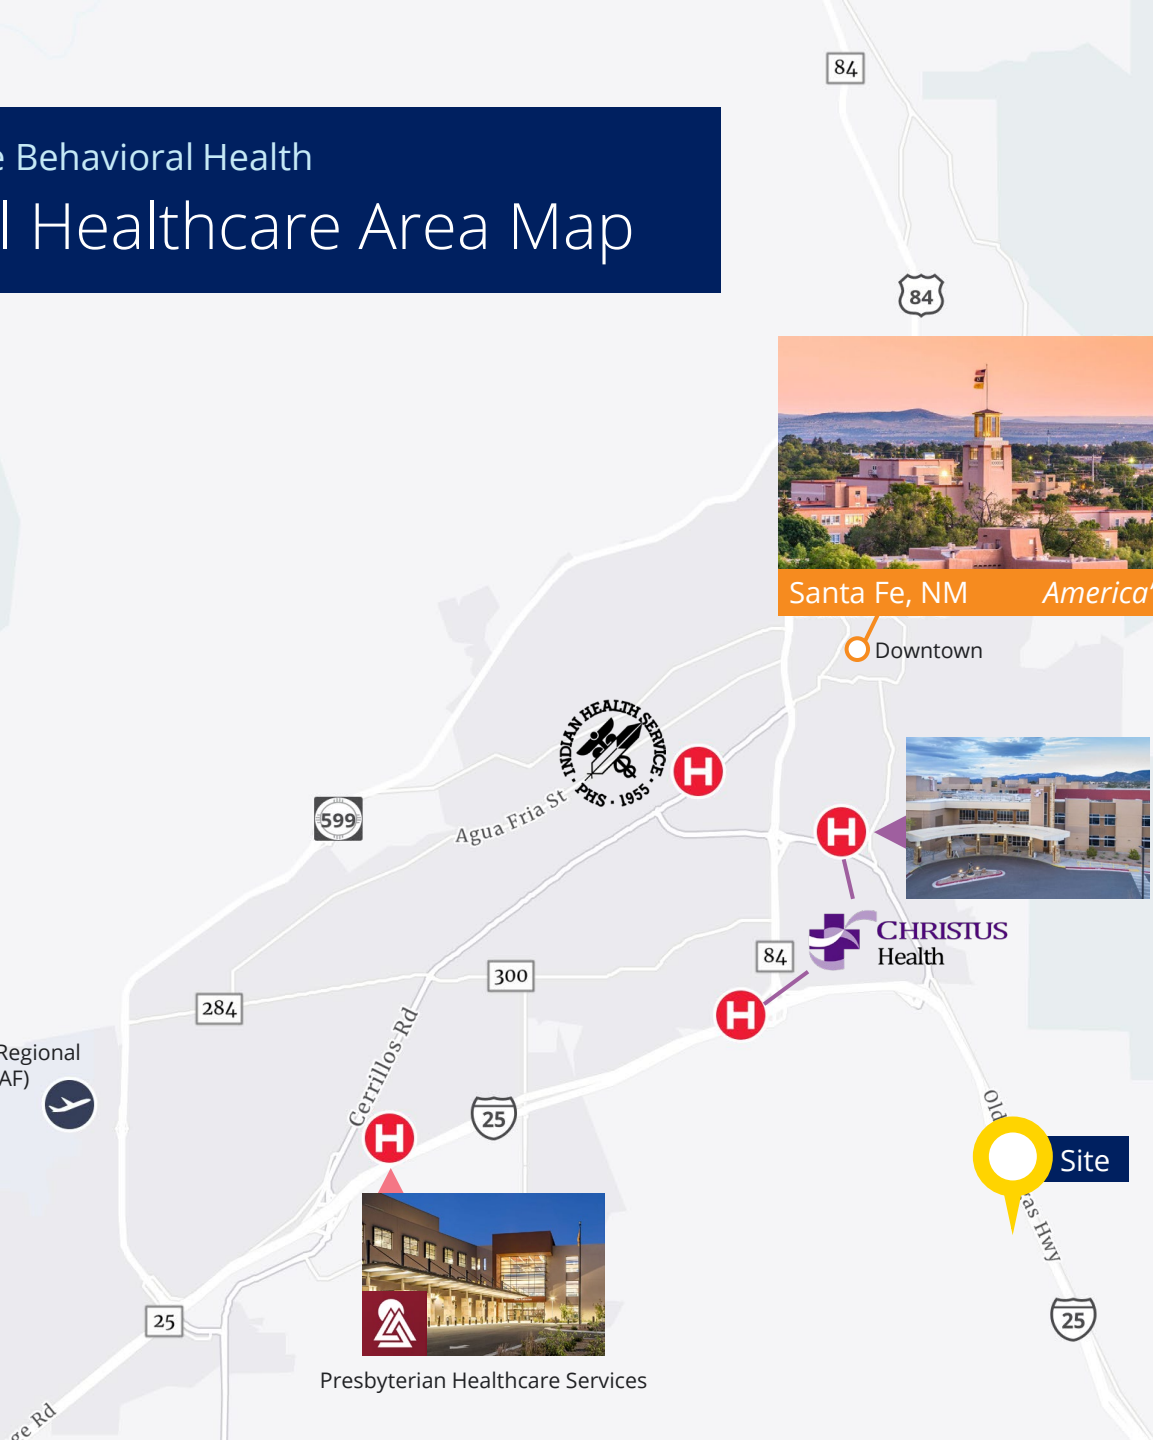 84
e Behavioral Health
l Healthcare Area Map
84
Santa Fe, NM
America'
Downtown
INDIAN HEALTH SERVICE
PHS · 1955
Agua Fria St
599
CHRISTUS
Health
84
300
284
Regional
AF)
Cerrillos Rd
25
Old
Site
as Hwy
25
25
Presbyterian Healthcare Services
ge Rd